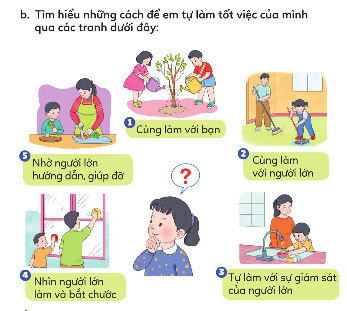 b. Tìm hiểu những cách để em tự làm tốt việc của mình
qua các tranh dưới đây:
1 Cùng làm với bạn
2 Cùng làm
với người lớn
3 Tự làm với sự giám sát
của người lớn
4 Nhìn người lớn
làm và bắt chước
5 Nhờ người lớn
hướng dẫn, giúp đỡ
?